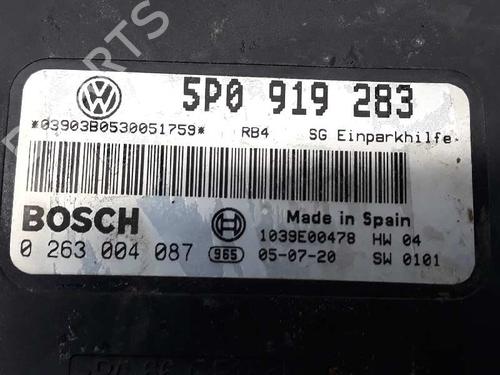 PARTS
5P0 919 283
*03903B0530051759* RB4 SG Einparkhilfe
BOSCH
Made in Spain
1039E00478 HW 04
0 263 004 087 965 05-07-20 SW 0101